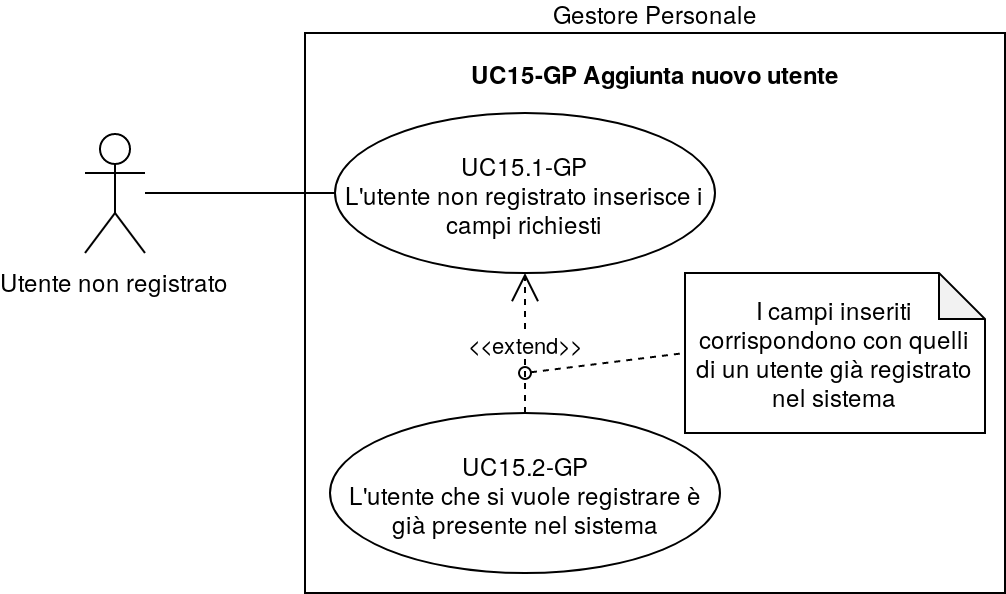 Gestore Personale
UC15-GP Aggiunta nuovo utente
UC15.1-GP
L'utente non registrato inserisce i
campi richiesti
Utente non registrato
<<extend>>
I campi inseriti
corrispondono con quelli
di un utente già registrato
nel sistema
UC15.2-GP
L'utente che si vuole registrare è
già presente nel sistema